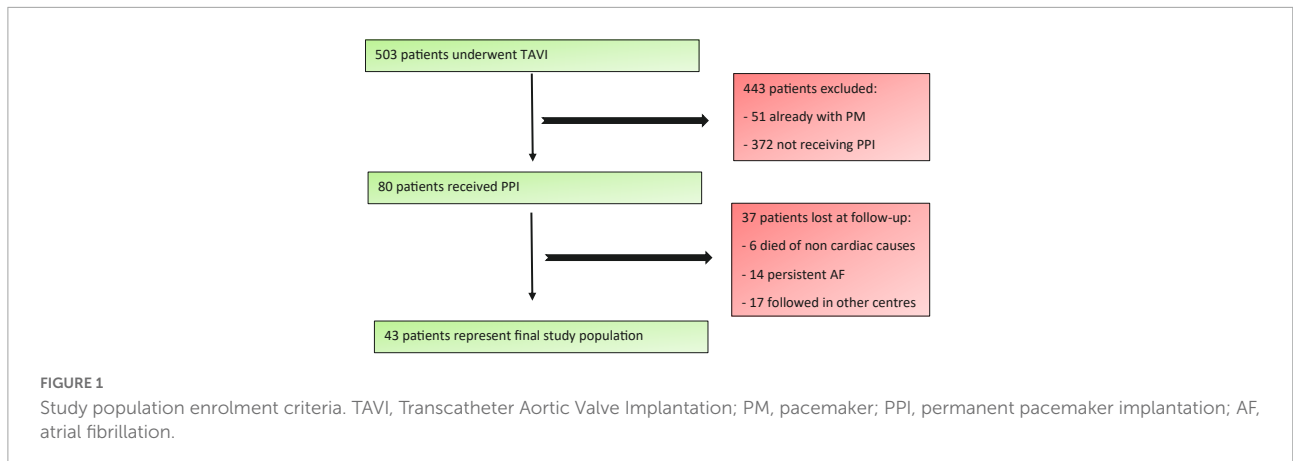 503 patients underwent TAVI
443 patients excluded:
- 51 already with PM
- 372 not receiving PPI
80 patients received PPI
37 patients lost at follow-up:
- 6 died of non cardiac causes
- 14 persistent AF
- 17 followed in other centres
43 patients represent final study population
FIGURE 1
Study population enrolment criteria. TAVI, Transcatheter Aortic Valve Implantation; PM, pacemaker; PPI, permanent pacemaker implantation; AF,
atrial fibrillation.